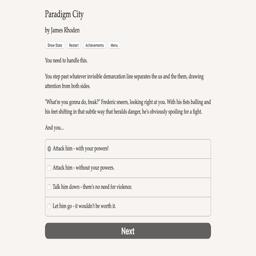 Paradigm City
by James Rhoden
Show Stats Restart Achievements Menu
You need to handle this.
You step past whatever invisible demarcation line separates the us and the them, drawing
attention from both sides.
"What're you gonna do, freak?" Frederic sneers, looking right at you. With his fists balling and
his feet shifting in that subtle way that heralds danger, he's obviously spoiling for a fight.
And you...
Attack him - with your powers!
Attack him - without your powers.
Talk him down - there's no need for violence.
Let him go - it wouldn't be worth it.
Next